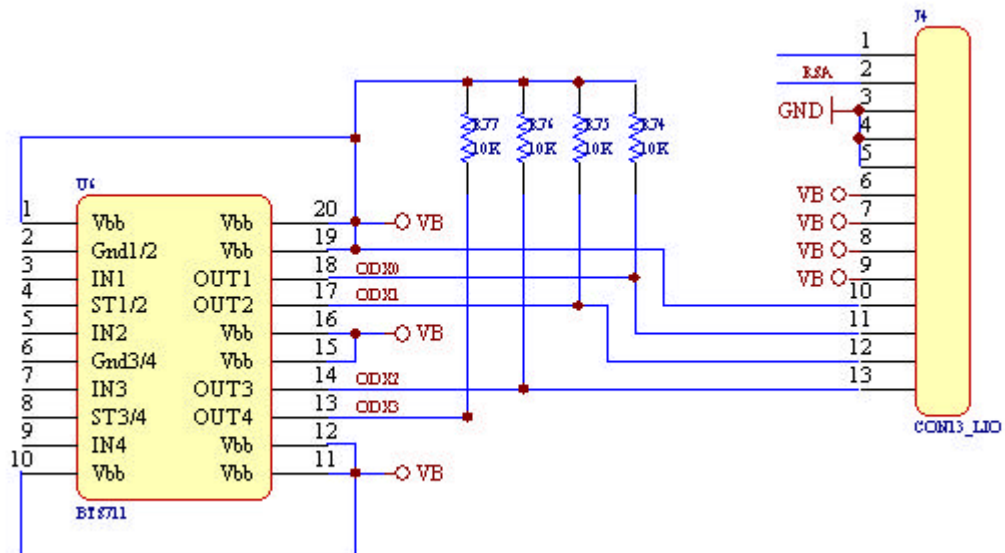 J4
1
2
RSA
3
GND
4
5
6
VB
7
VB
8
VB
9
VB
10
11
12
13
CON13_LIO
R77
10K
R76
10K
R75
10K
R74
10K
U6
1 Vbb Vbb 20 VB
2 Gnd1/2 Vbb 19
3 IN1 OUT1 18 ODX0
4 ST1/2 OUT2 17 ODX1
5 IN2 Vbb 16 VB
6 Gnd3/4 Vbb 15
7 IN3 OUT3 14 ODX2
8 ST3/4 OUT4 13 ODX3
9 IN4 Vbb 12
10 Vbb Vbb 11 VB
BTS711